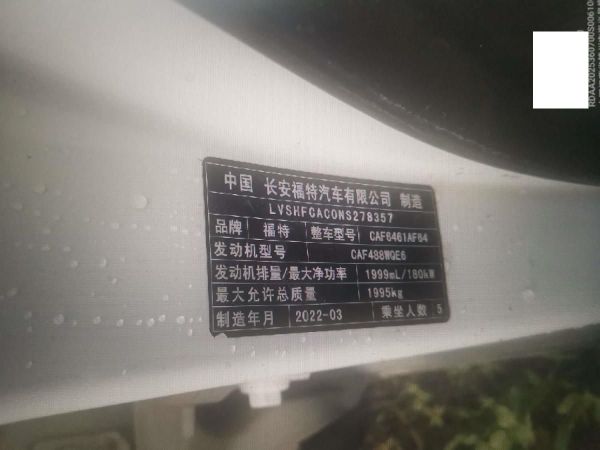 中国 长安福特汽车有限公司 制造
LVSHFCAC0NS278357
品牌 福特 整车型号 CAF6461AF64
发动机型号 CAF488WQE6
发动机排量/最大净功率 1999mL/180kW
最大允许总质量 1995kg
制造年月 2022-03 乘坐人数 5